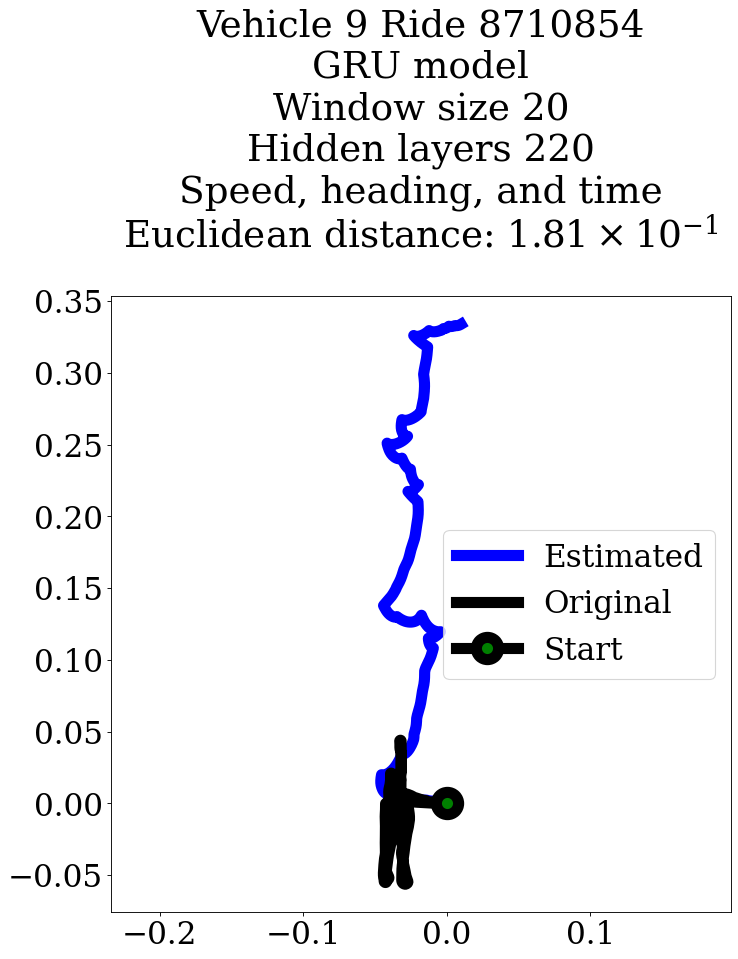 Vehicle 9 Ride 8710854
GRU model
Window size 20
Hidden layers 220
Speed, heading, and time
Euclidean distance: 1.81 × 10⁻¹
0.35
0.30
0.25
0.20
0.15
0.10
0.05
0.00
−0.05
Estimated
Original
Start
−0.2 −0.1 0.0 0.1